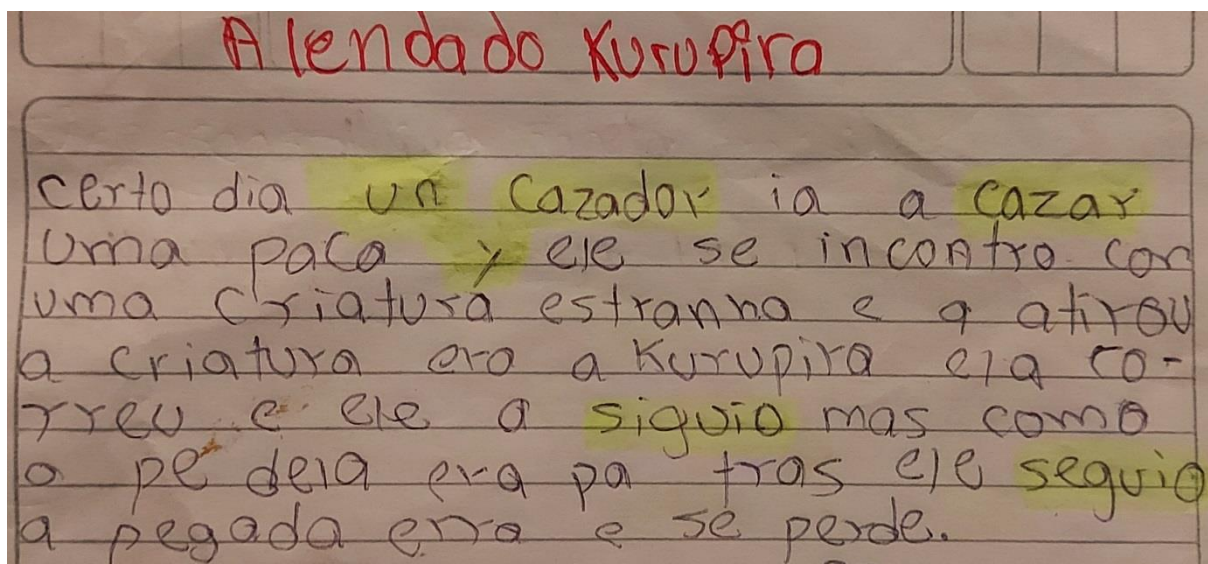 A lenda do Kurupira
certo dia un cazador ia a cazar
uma paca y ele se incontro con
uma criatura estranha e a atirou
a criatura era a Kurupira ela co-
rreu e ele a siguio mas como
o pé dela era pa tras ele seguio
a pegada erra e se perde.